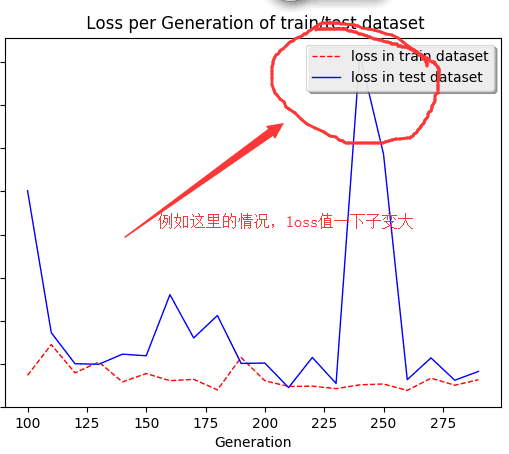 Loss per Generation of train/test dataset
loss in train dataset
loss in test dataset
例如这里的情况，loss值一下子变大
100 125 150 175 200 225 250 275
Generation